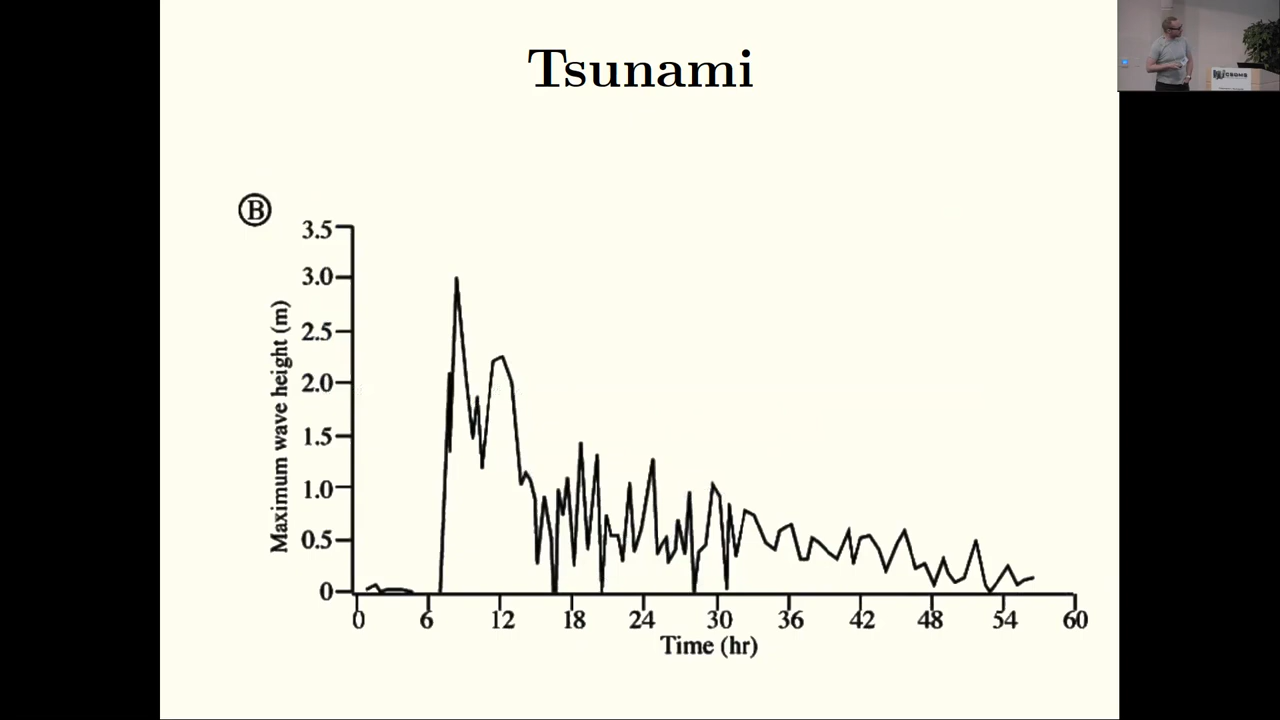 Tsunami
B
3.5
3.0
2.5
2.0
1.5
1.0
0.5
0
Maximum wave height (m)
0 6 12 18 24 30 36 42 48 54 60
Time (hr)
CSDMS